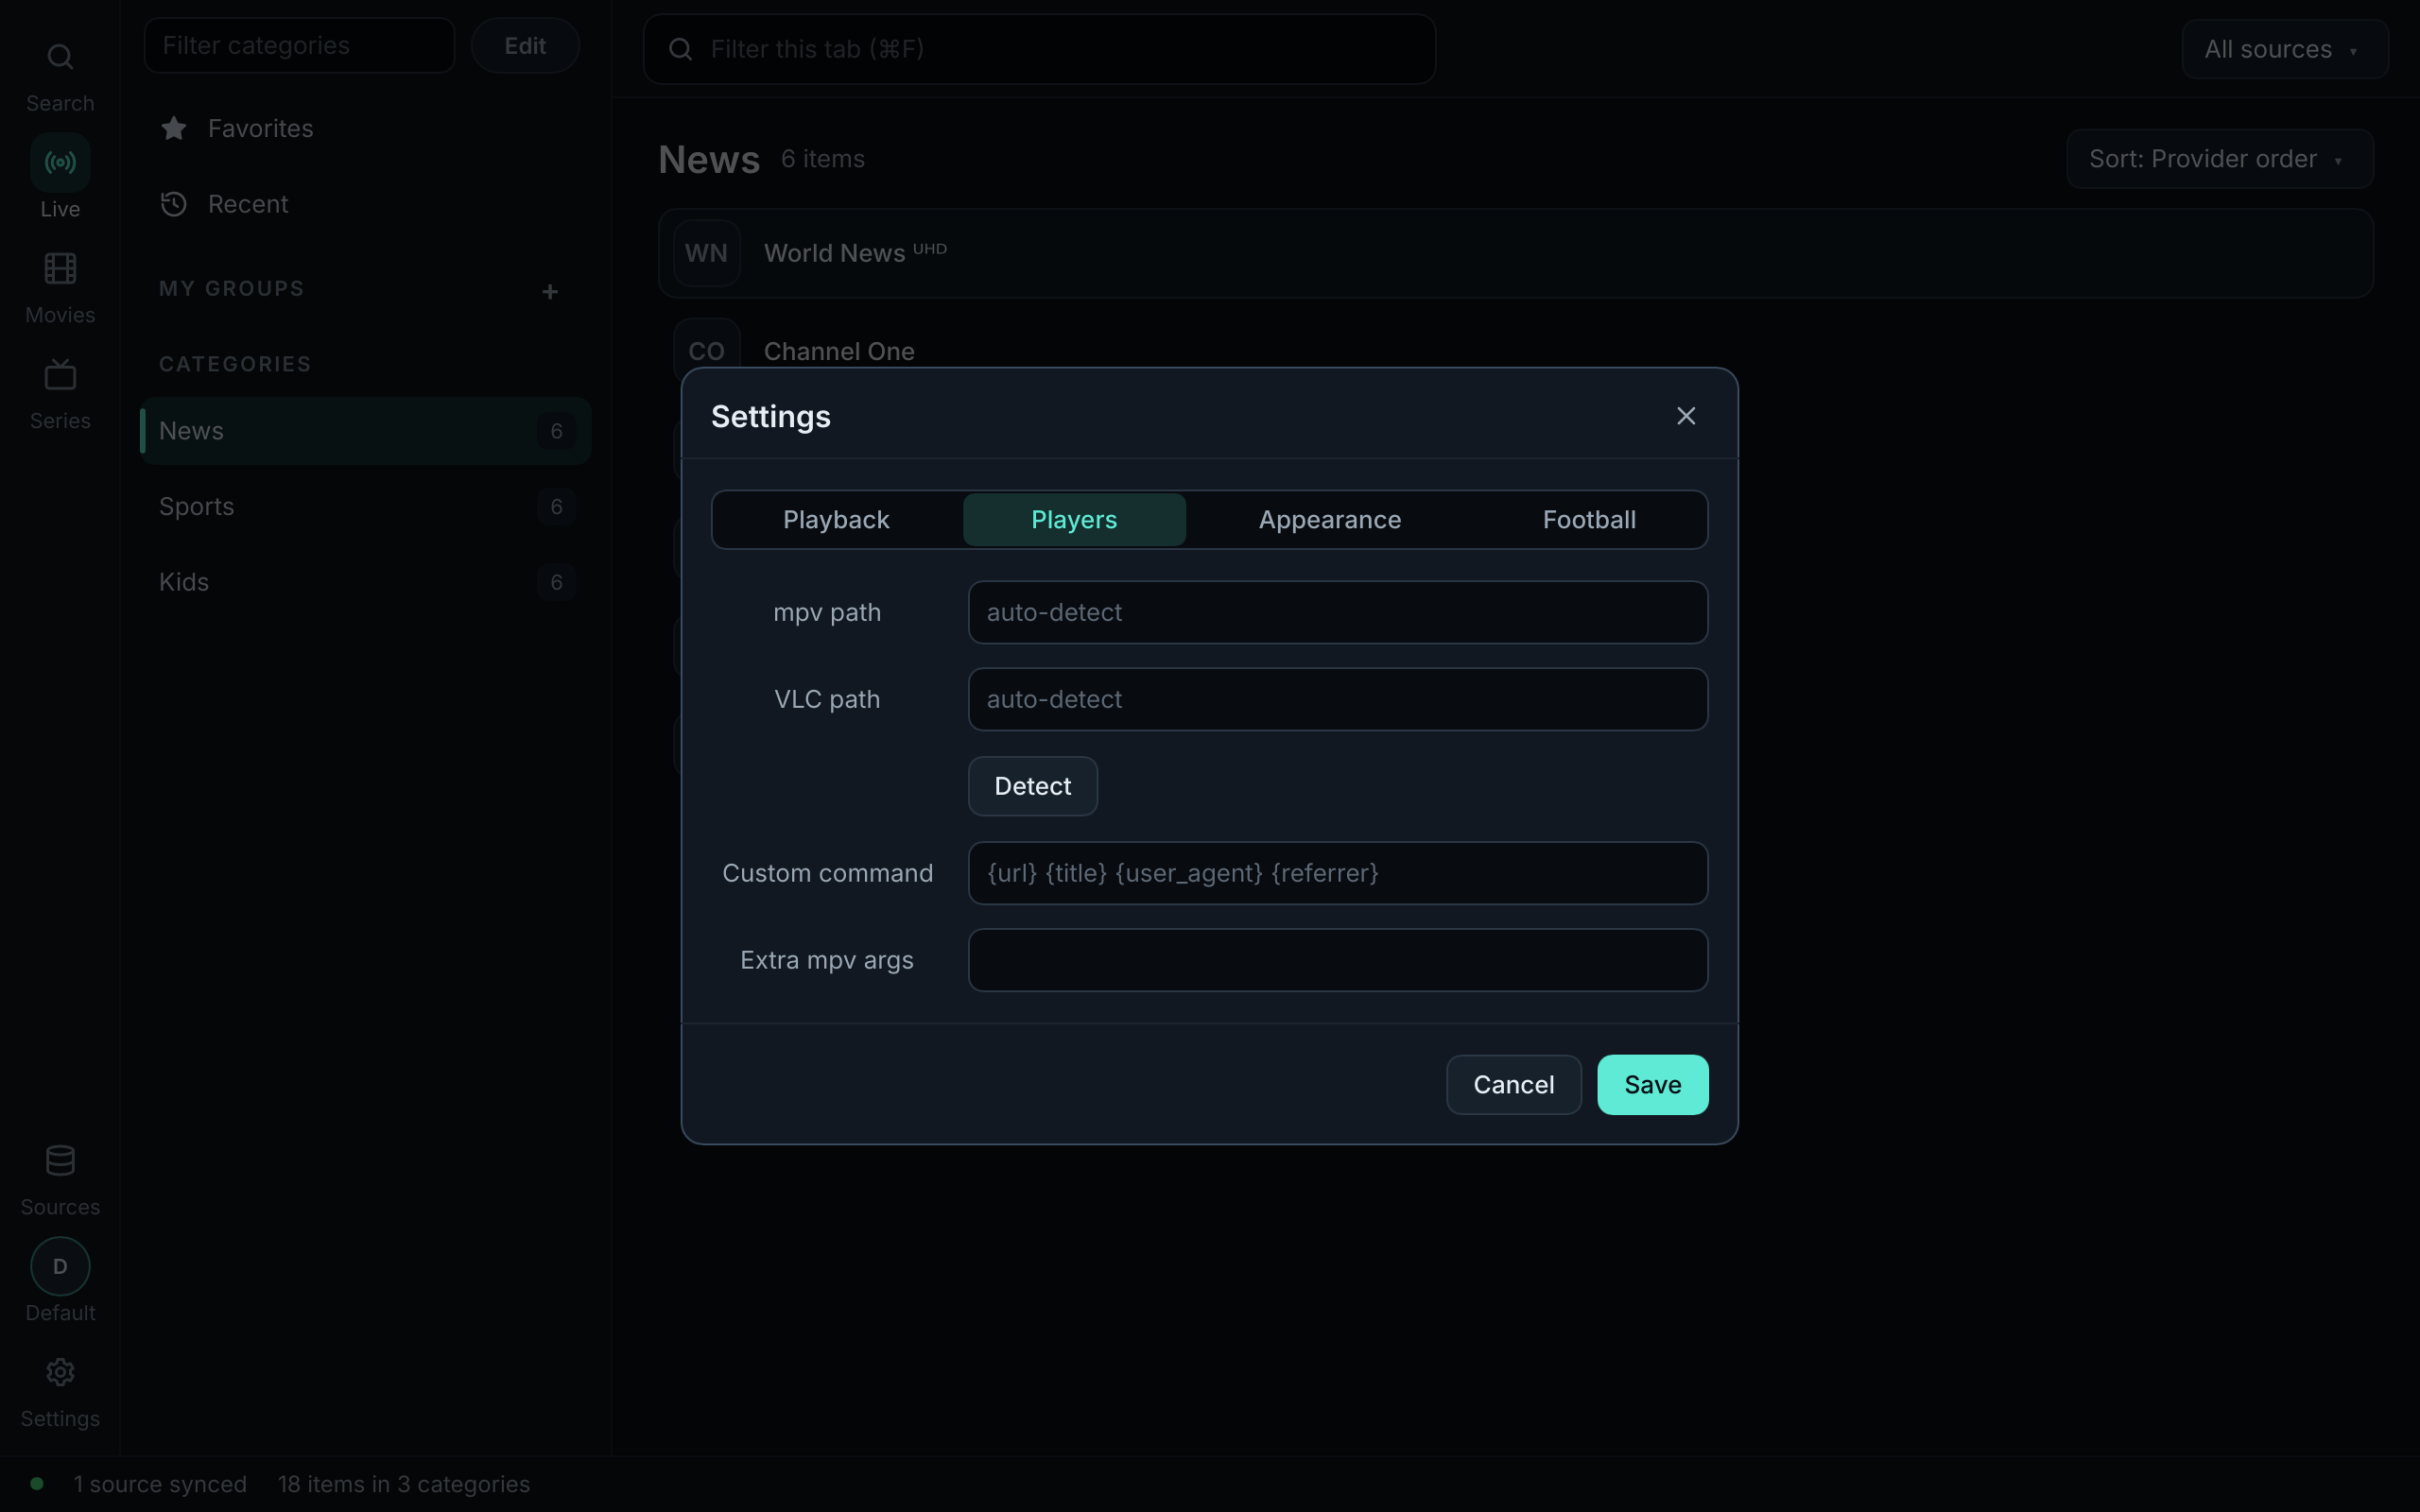 Search
Live
Movies
Series
Sources
D
Default
Settings
Filter categories
Edit
Favorites
Recent
MY GROUPS +
CATEGORIES
News 6
Sports 6
Kids 6
Filter this tab (⌘F)
All sources ▾
News 6 items
Sort: Provider order ▾
WN World News ᵁᴴᴰ
CO Channel One
Settings
Playback Players Appearance Football
mpv path auto-detect
VLC path auto-detect
Detect
Custom command {url} {title} {user_agent} {referrer}
Extra mpv args
Cancel Save
1 source synced 18 items in 3 categories